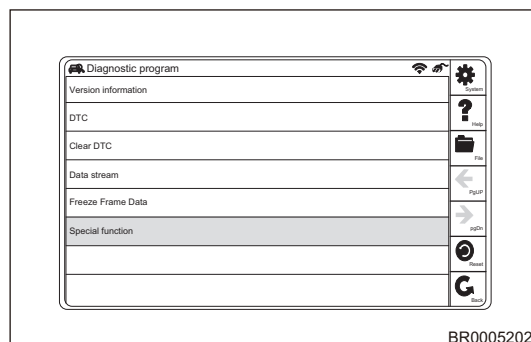 Diagnostic program
System
Version information
Help
DTC
File
Clear DTC
Data stream
PgUP
Freeze Frame Data
pgDn
Special function
Reset
Back
BR0005202